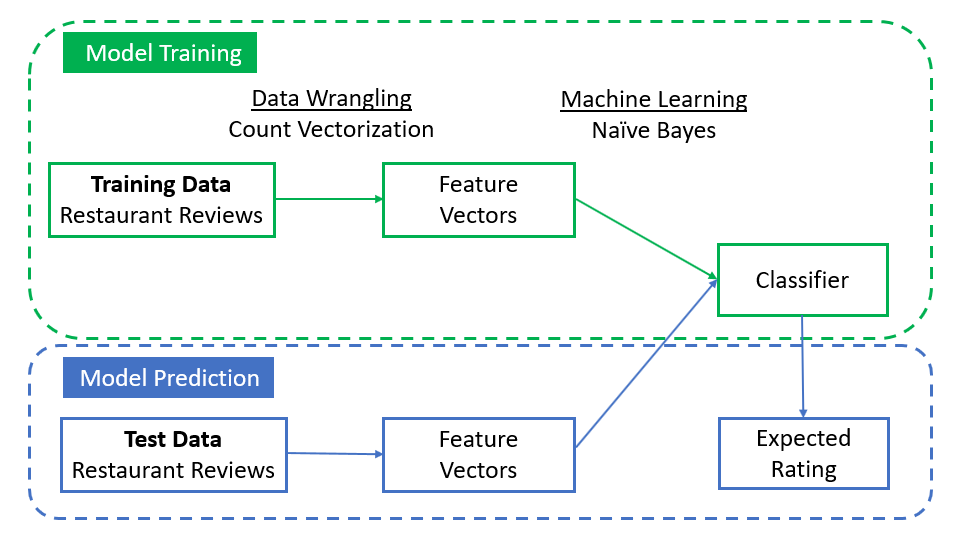 Model Training
Data Wrangling
Count Vectorization
Machine Learning
Naïve Bayes
Training Data
Restaurant Reviews
Feature
Vectors
Classifier
Model Prediction
Test Data
Restaurant Reviews
Feature
Vectors
Expected
Rating